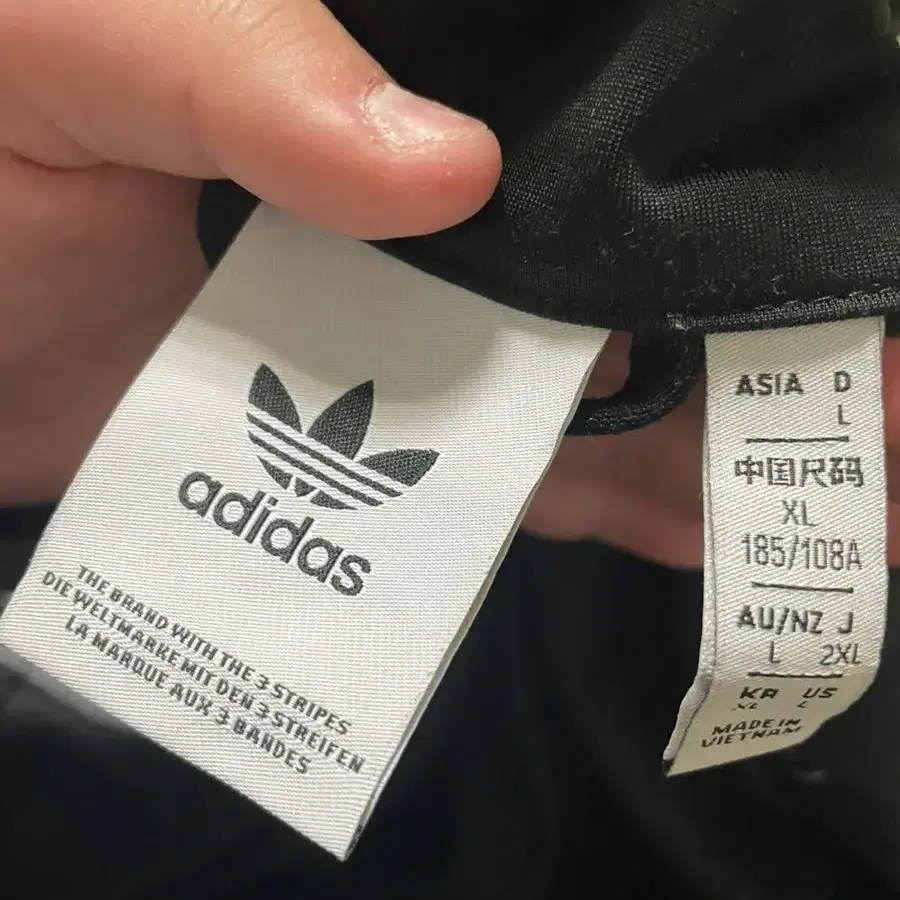 adidas
THE BRAND WITH THE 3 STRIPES
DIE WELTMARKE MIT DEN 3 STREIFEN
LA MARQUE AUX 3 BANDES
ASIA D
L
中国尺码
XL
185/108A
AU/NZ J
L 2XL
KR US
XL L
MADE IN
VIETNAM